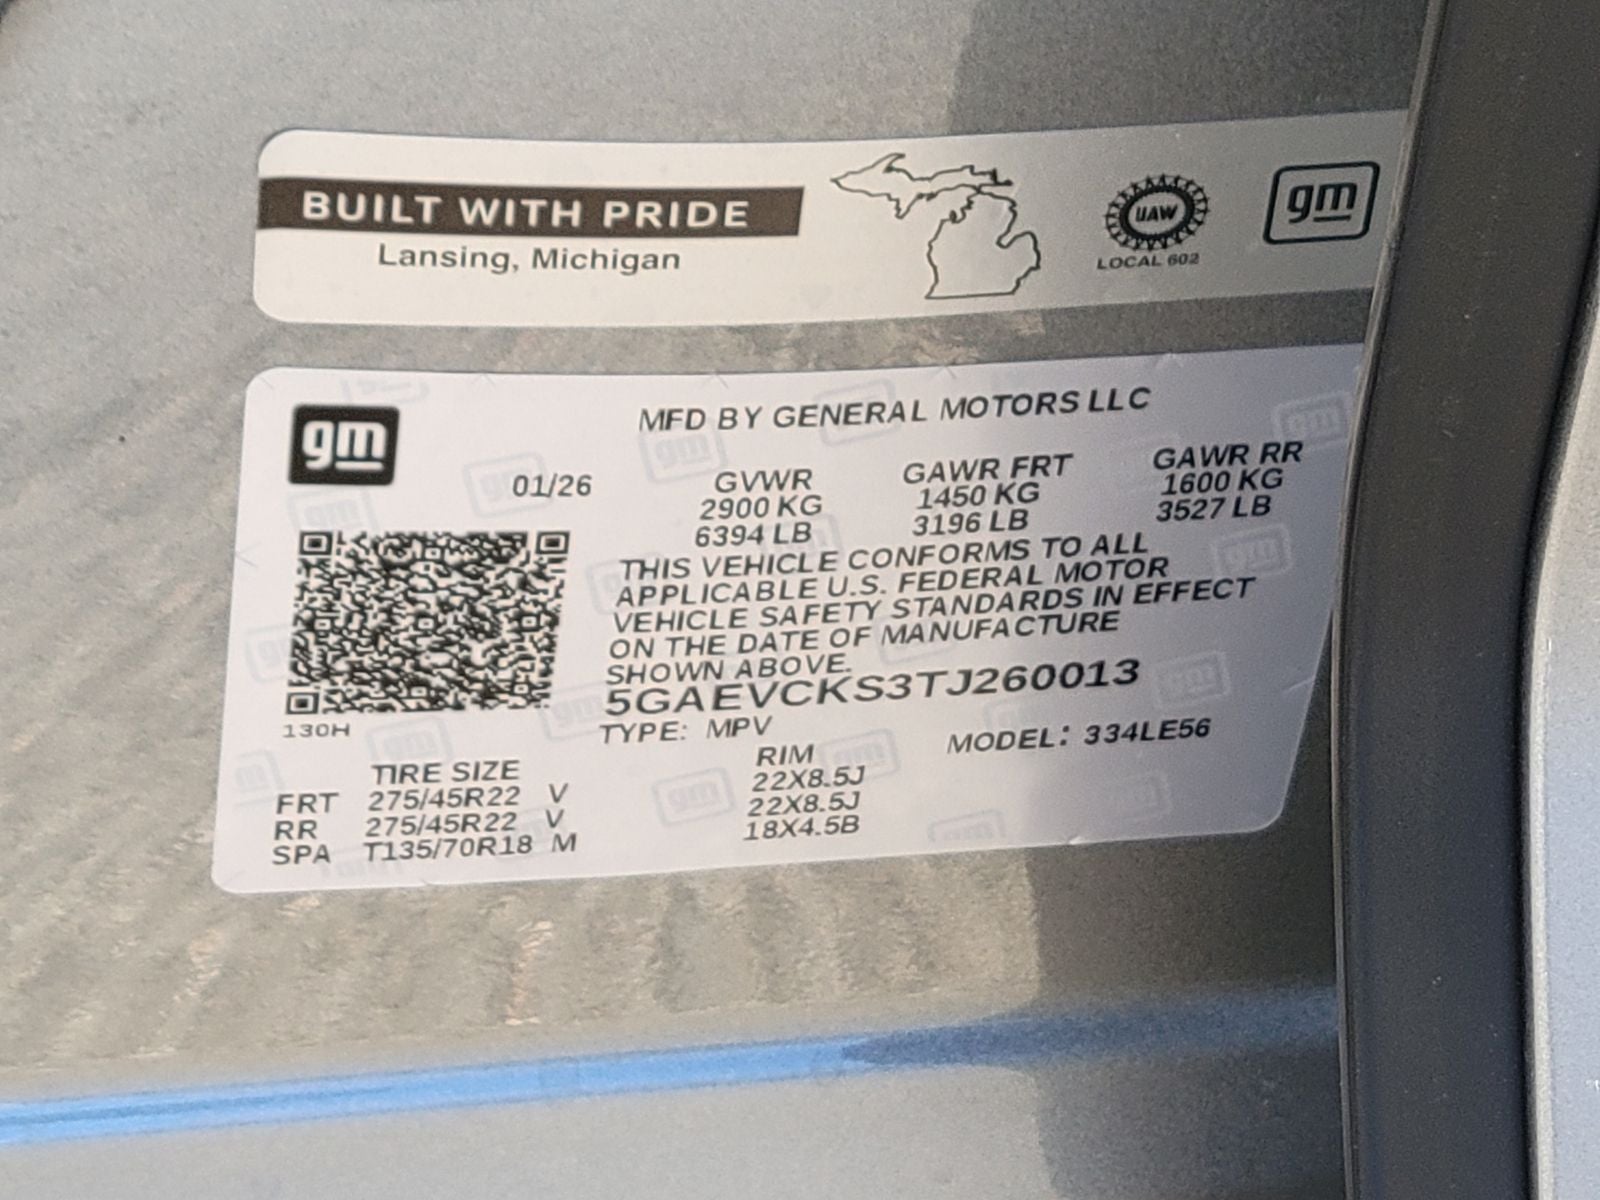 BUILT WITH PRIDE
Lansing, Michigan
UAW
LOCAL 602
gm
gm
MFD BY GENERAL MOTORS LLC
01/26
GVWR
2900 KG
6394 LB
GAWR FRT
1450 KG
3196 LB
GAWR RR
1600 KG
3527 LB
THIS VEHICLE CONFORMS TO ALL
APPLICABLE U.S. FEDERAL MOTOR
VEHICLE SAFETY STANDARDS IN EFFECT
ON THE DATE OF MANUFACTURE
SHOWN ABOVE.
5GAEVCKS3TJ260013
130H
TYPE: MPV MODEL: 334LE56
TIRE SIZE RIM
FRT 275/45R22 V 22X8.5J
RR 275/45R22 V 22X8.5J
SPA T135/70R18 M 18X4.5B